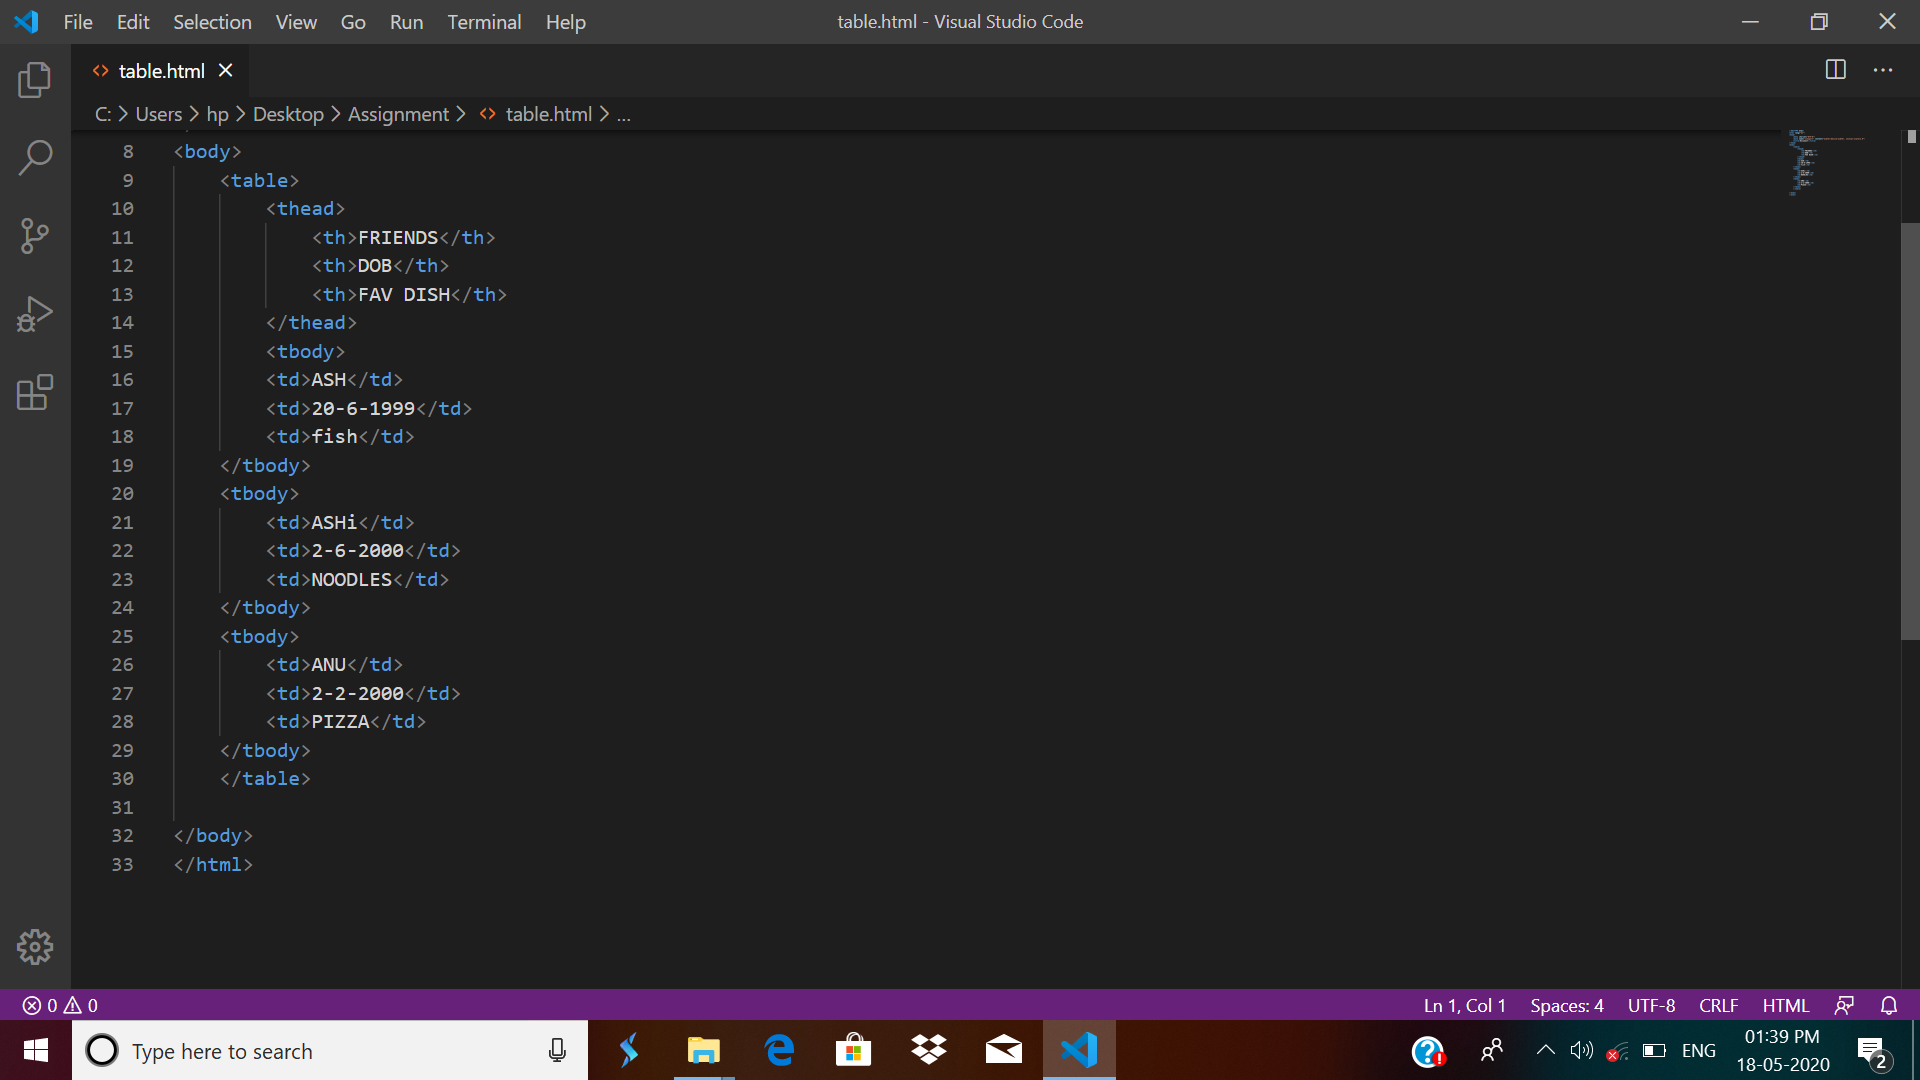 File Edit Selection View Go Run Terminal Help table.html - Visual Studio Code
table.html
C: > Users > hp > Desktop > Assignment > table.html > ...
8 <body>
9 <table>
10 <thead>
11 <th>FRIENDS</th>
12 <th>DOB</th>
13 <th>FAV DISH</th>
14 </thead>
15 <tbody>
16 <td>ASH</td>
17 <td>20-6-1999</td>
18 <td>fish</td>
19 </tbody>
20 <tbody>
21 <td>ASHi</td>
22 <td>2-6-2000</td>
23 <td>NOODLES</td>
24 </tbody>
25 <tbody>
26 <td>ANU</td>
27 <td>2-2-2000</td>
28 <td>PIZZA</td>
29 </tbody>
30 </table>
31
32 </body>
33 </html>
0 0 Ln 1, Col 1 Spaces: 4 UTF-8 CRLF HTML
Type here to search ENG 01:39 PM
18-05-2020 2